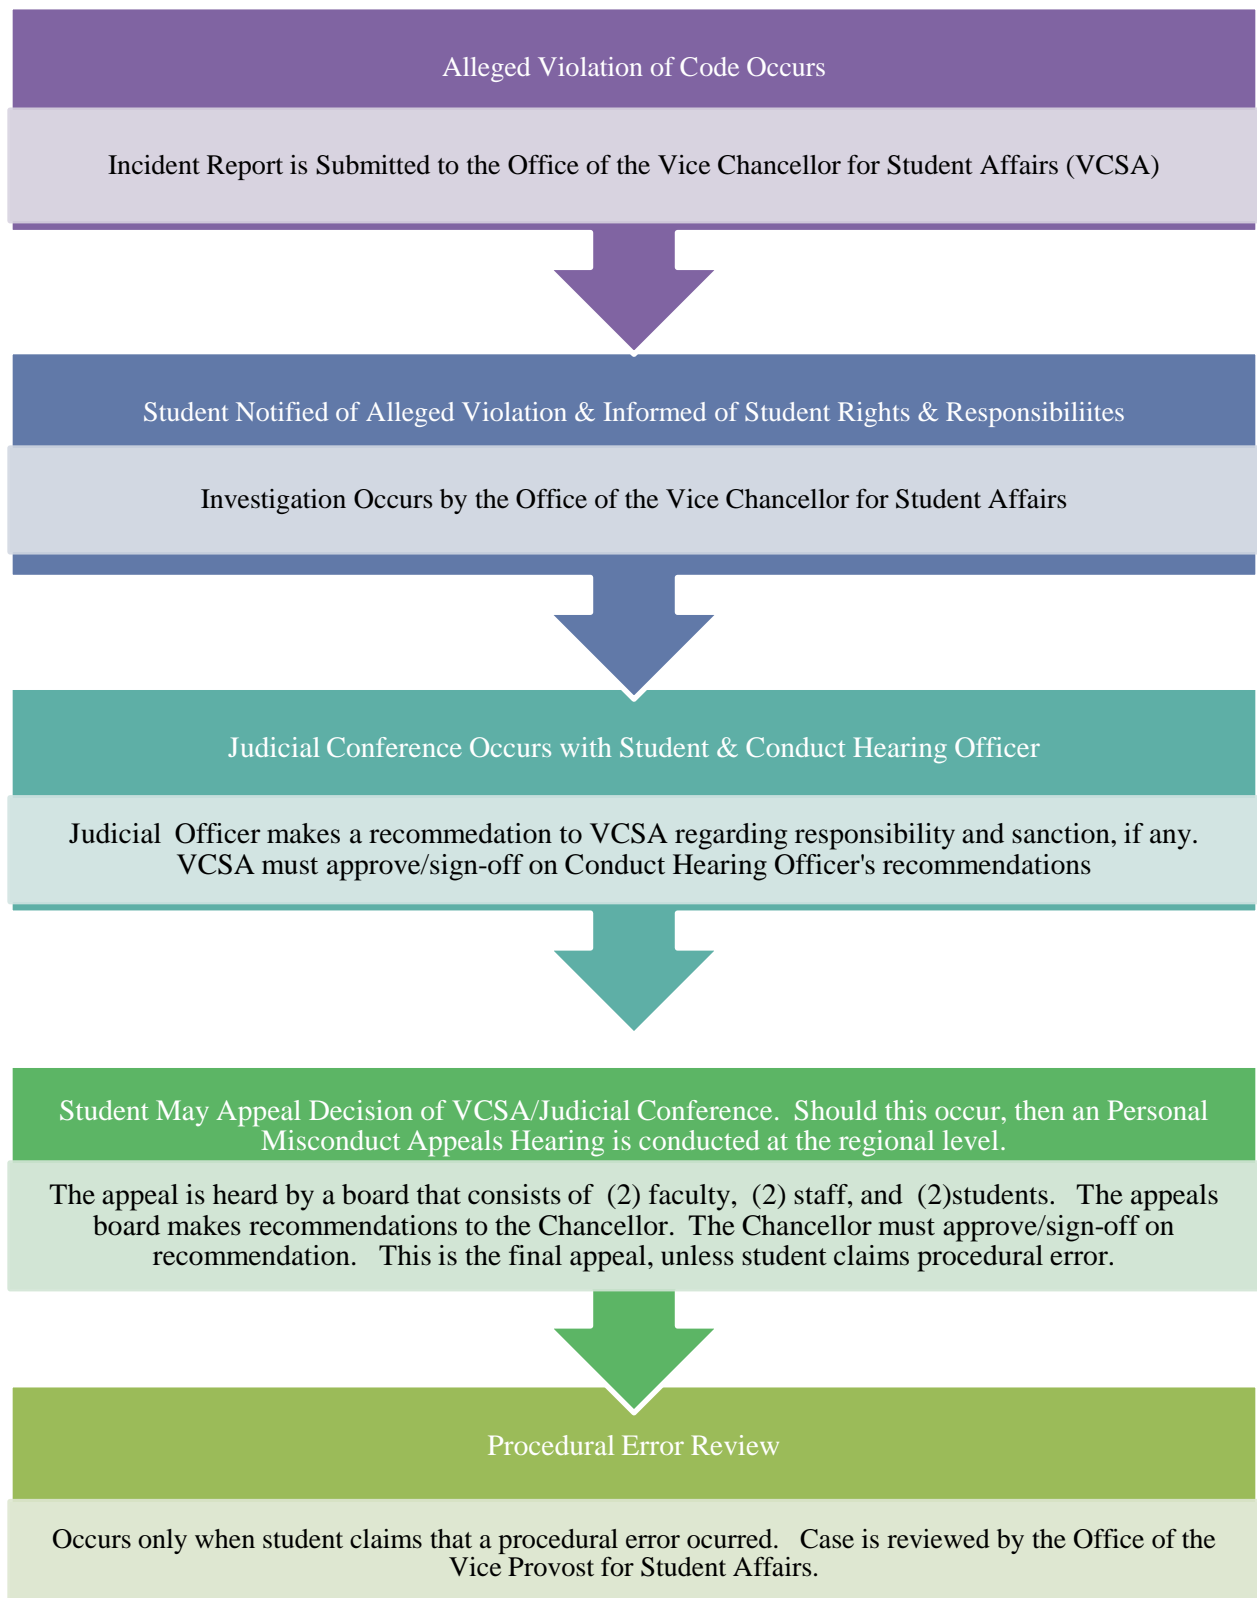 Alleged Violation of Code Occurs
Incident Report is Submitted to the Office of the Vice Chancellor for Student Affairs (VCSA)
Student Notified of Alleged Violation & Informed of Student Rights & Responsibiliites
Investigation Occurs by the Office of the Vice Chancellor for Student Affairs
Judicial Conference Occurs with Student & Conduct Hearing Officer
Judicial  Officer makes a recommedation to VCSA regarding responsibility and sanction, if any.
VCSA must approve/sign-off on Conduct Hearing Officer's recommendations
Student May Appeal Decision of VCSA/Judicial Conference.  Should this occur, then an Personal
Misconduct Appeals Hearing is conducted at the regional level.
The appeal is heard by a board that consists of  (2) faculty,  (2) staff, and  (2)students.   The appeals
board makes recommendations to the Chancellor.  The Chancellor must approve/sign-off on
recommendation.   This is the final appeal, unless student claims procedural error.
Procedural Error Review
Occurs only when student claims that a procedural error ocurred.   Case is reviewed by the Office of the
Vice Provost for Student Affairs.